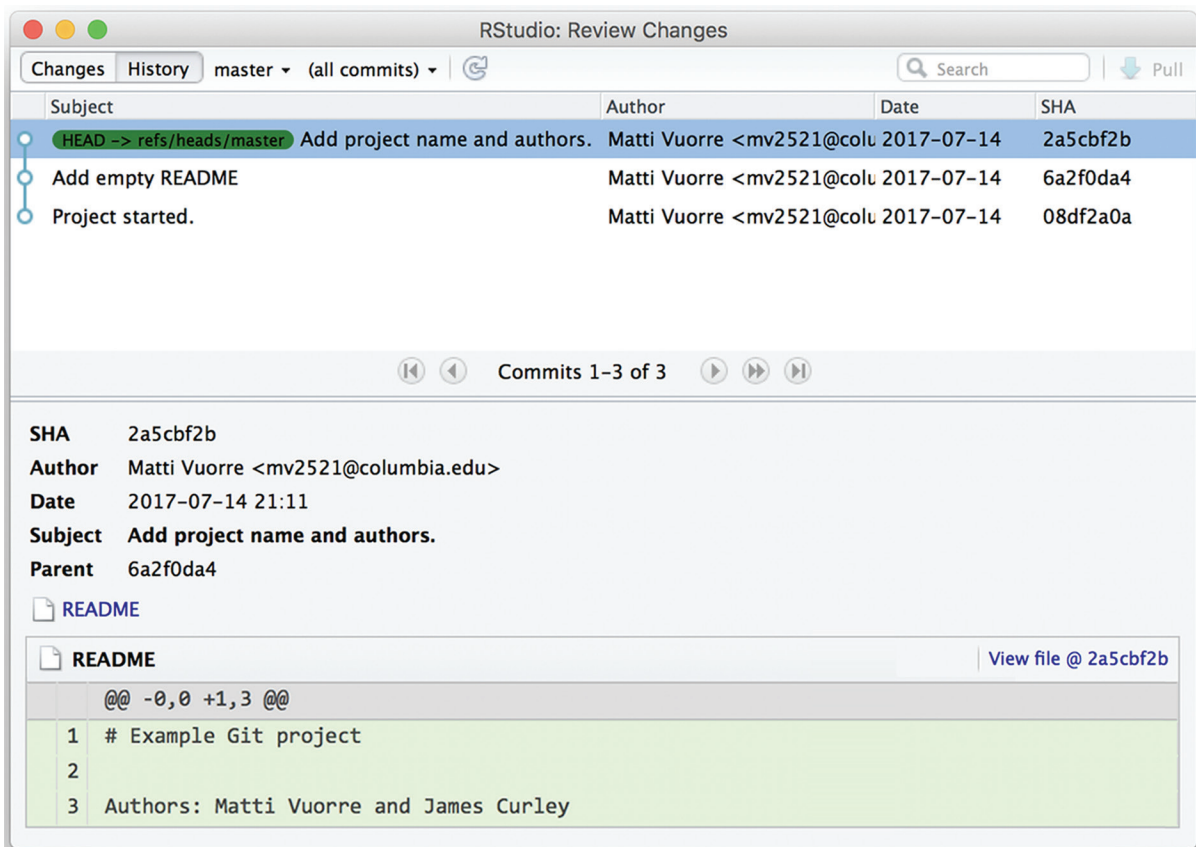 RStudio: Review Changes
Changes History master (all commits) Search Pull
Subject Author Date SHA
HEAD -> refs/heads/master Add project name and authors. Matti Vuorre <mv2521@colu 2017-07-14 2a5cbf2b
Add empty README Matti Vuorre <mv2521@colu 2017-07-14 6a2f0da4
Project started. Matti Vuorre <mv2521@colu 2017-07-14 08df2a0a
Commits 1-3 of 3
SHA 2a5cbf2b
Author Matti Vuorre <mv2521@columbia.edu>
Date 2017-07-14 21:11
Subject Add project name and authors.
Parent 6a2f0da4
README
README View file @ 2a5cbf2b
@@ -0,0 +1,3 @@
1 # Example Git project
2
3 Authors: Matti Vuorre and James Curley